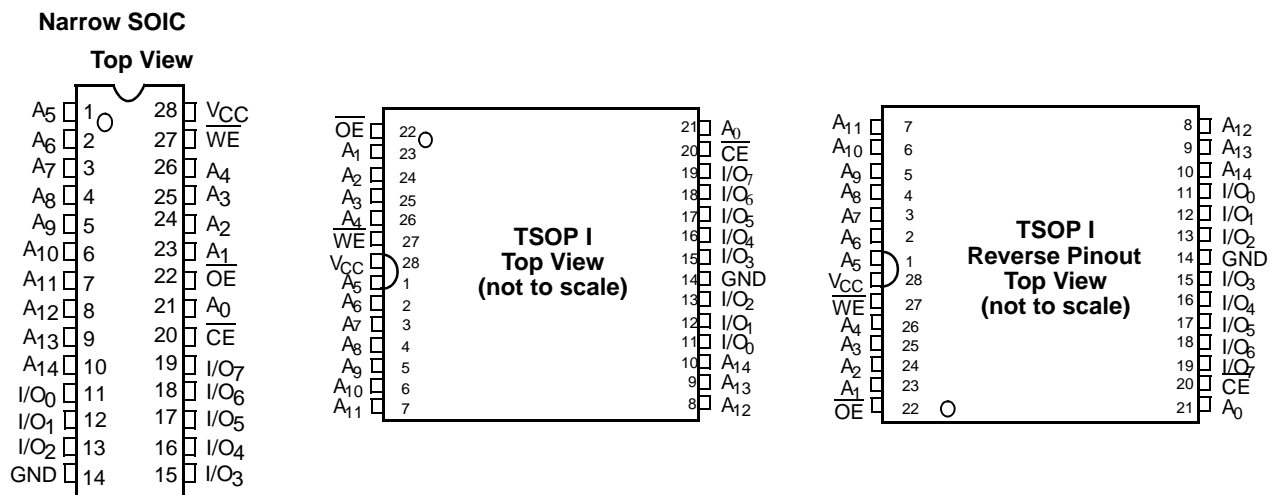 Narrow SOIC
Top View
A5 1 28 VCC
A6 2 27 WE
A7 3 26 A4
A8 4 25 A3
A9 5 24 A2
A10 6 23 A1
A11 7 22 OE
A12 8 21 A0
A13 9 20 CE
A14 10 19 I/O7
I/O0 11 18 I/O6
I/O1 12 17 I/O5
I/O2 13 16 I/O4
GND 14 15 I/O3
TSOP I
Top View
(not to scale)
OE 22 21 A0
A1 23 20 CE
A2 24 19 I/O7
A3 25 18 I/O6
A4 26 17 I/O5
WE 27 16 I/O4
VCC 28 15 I/O3
A5 1 14 GND
A6 2 13 I/O2
A7 3 12 I/O1
A8 4 11 I/O0
A9 5 10 A14
A10 6 9 A13
A11 7 8 A12
TSOP I
Reverse Pinout
Top View
(not to scale)
A11 7 8 A12
A10 6 9 A13
A9 5 10 A14
A8 4 11 I/O0
A7 3 12 I/O1
A6 2 13 I/O2
A5 1 14 GND
VCC 28 15 I/O3
WE 27 16 I/O4
A4 26 17 I/O5
A3 25 18 I/O6
A2 24 19 I/O7
A1 23 20 CE
OE 22 21 A0